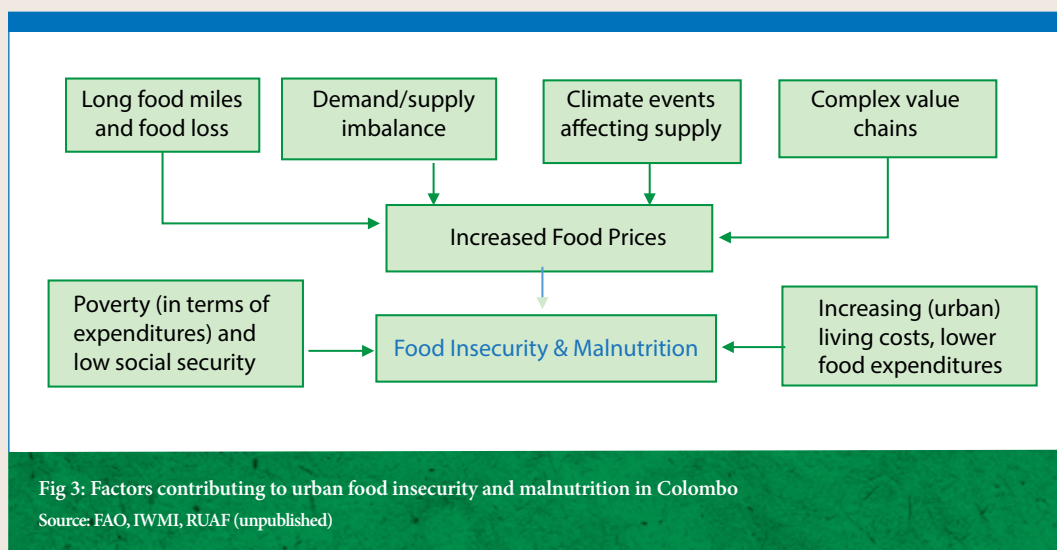 Long food miles
and food loss
Demand/supply
imbalance
Climate events
affecting supply
Complex value
chains
Increased Food Prices
Poverty (in terms of
expenditures) and
low social security
Food Insecurity & Malnutrition
Increasing (urban)
living costs, lower
food expenditures
Fig 3: Factors contributing to urban food insecurity and malnutrition in Colombo
Source: FAO, IWMI, RUAF (unpublished)